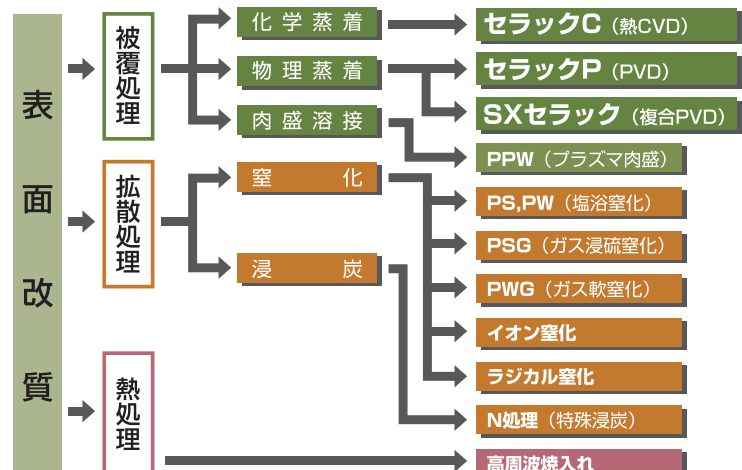 表面改質
被覆処理
化学蒸着
セラックC（熱CVD）
物理蒸着
セラックP（PVD）
SXセラック（複合PVD）
肉盛溶接
PPW（プラズマ肉盛）
拡散処理
窒化
PS,PW（塩浴窒化）
PSG（ガス浸硫窒化）
PWG（ガス軟窒化）
イオン窒化
ラジカル窒化
浸炭
N処理（特殊浸炭）
熱処理
高周波焼入れ